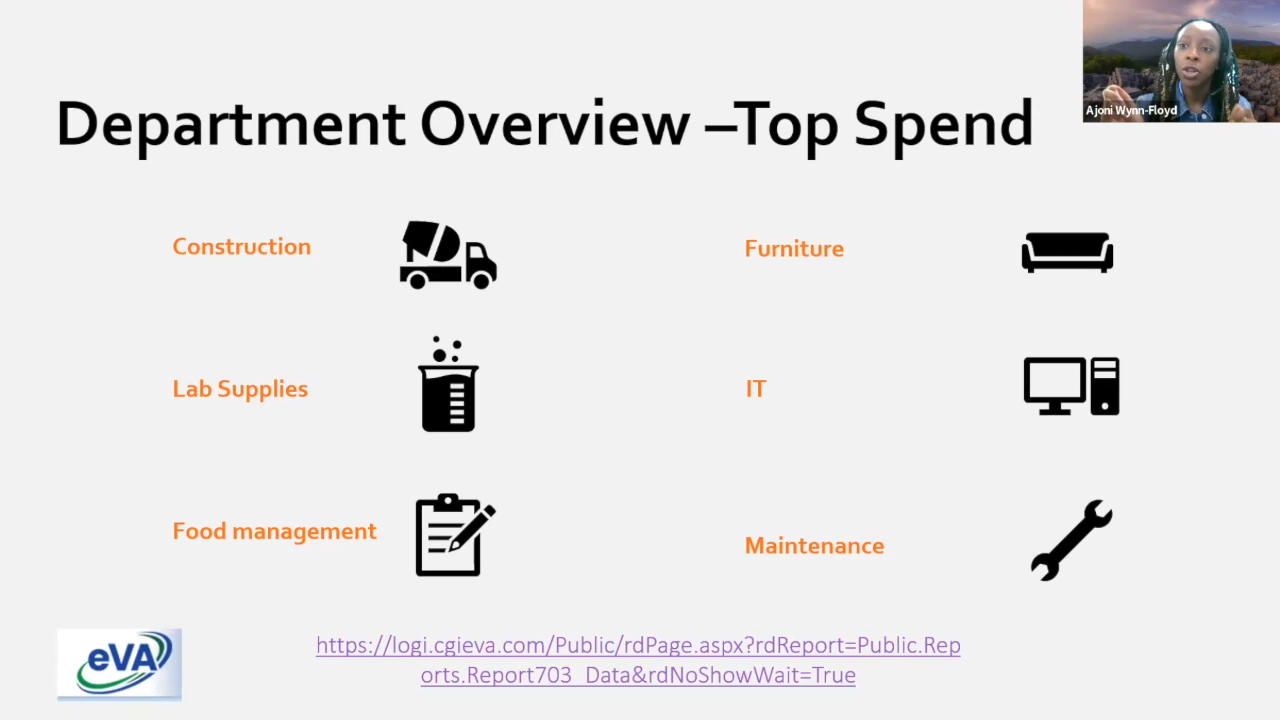 Ajoni Wynn-Floyd
Department Overview –Top Spend
Construction
Furniture
Lab Supplies
IT
Food management
Maintenance
eVA
https://logi.cgieva.com/Public/rdPage.aspx?rdReport=Public.Rep
orts.Report703_Data&rdNoShowWait=True